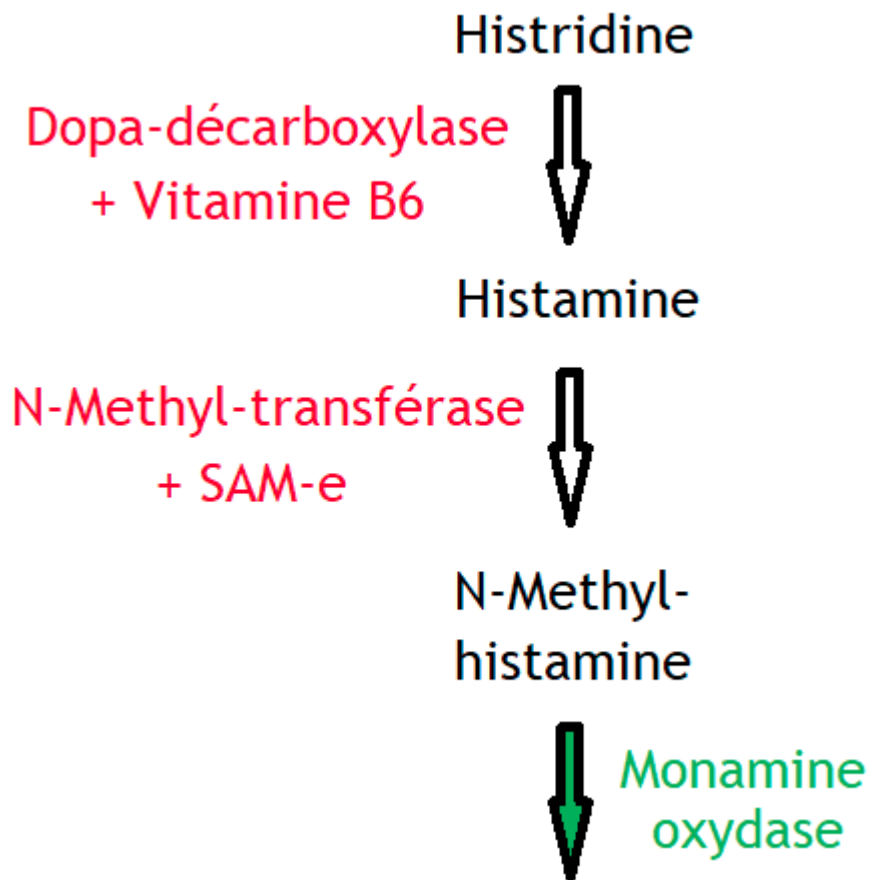 Histridine
Dopa-décarboxylase
+ Vitamine B6
Histamine
N-Methyl-transférase
+ SAM-e
N-Methyl-
histamine
Monamine
oxydase